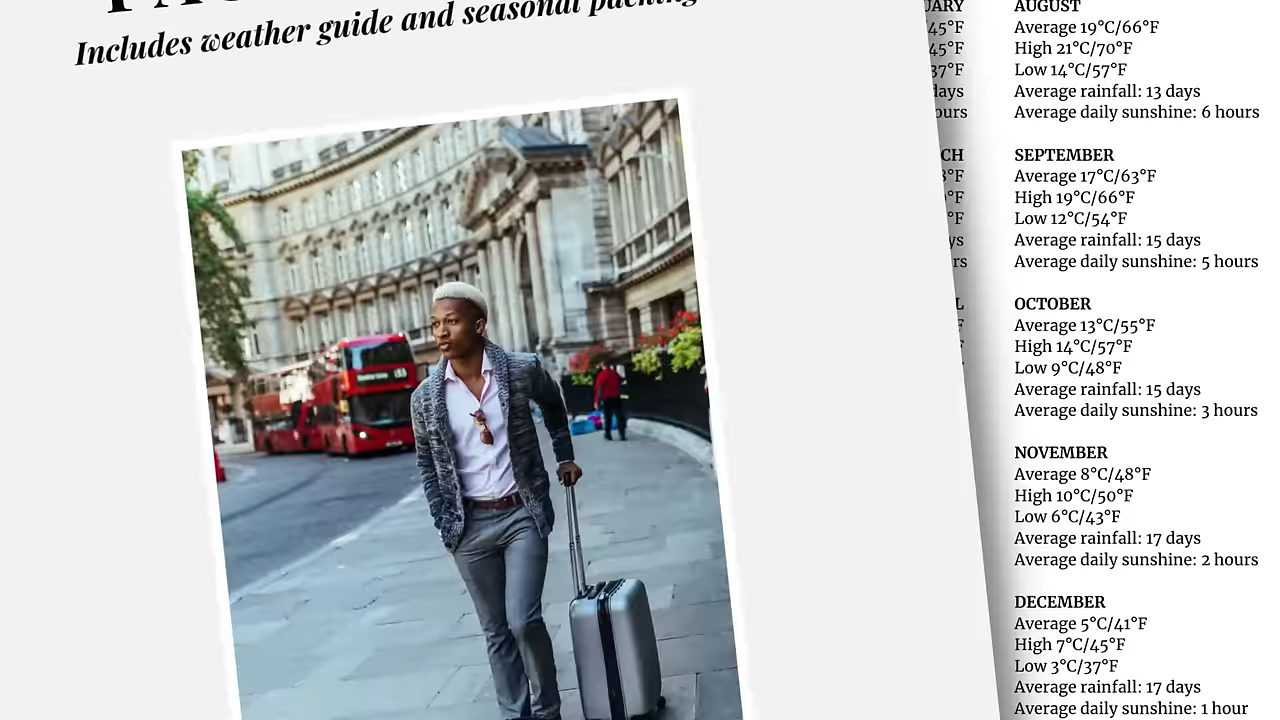 Includes weather guide and seasonal packing
45°F
45°F
37°F
AUGUST
Average 19°C/66°F
High 21°C/70°F
Low 14°C/57°F
Average rainfall: 13 days
Average daily sunshine: 6 hours
SEPTEMBER
Average 17°C/63°F
High 19°C/66°F
Low 12°C/54°F
Average rainfall: 15 days
Average daily sunshine: 5 hours
OCTOBER
Average 13°C/55°F
High 14°C/57°F
Low 9°C/48°F
Average rainfall: 15 days
Average daily sunshine: 3 hours
NOVEMBER
Average 8°C/48°F
High 10°C/50°F
Low 6°C/43°F
Average rainfall: 17 days
Average daily sunshine: 2 hours
DECEMBER
Average 5°C/41°F
High 7°C/45°F
Low 3°C/37°F
Average rainfall: 17 days
Average daily sunshine: 1 hour